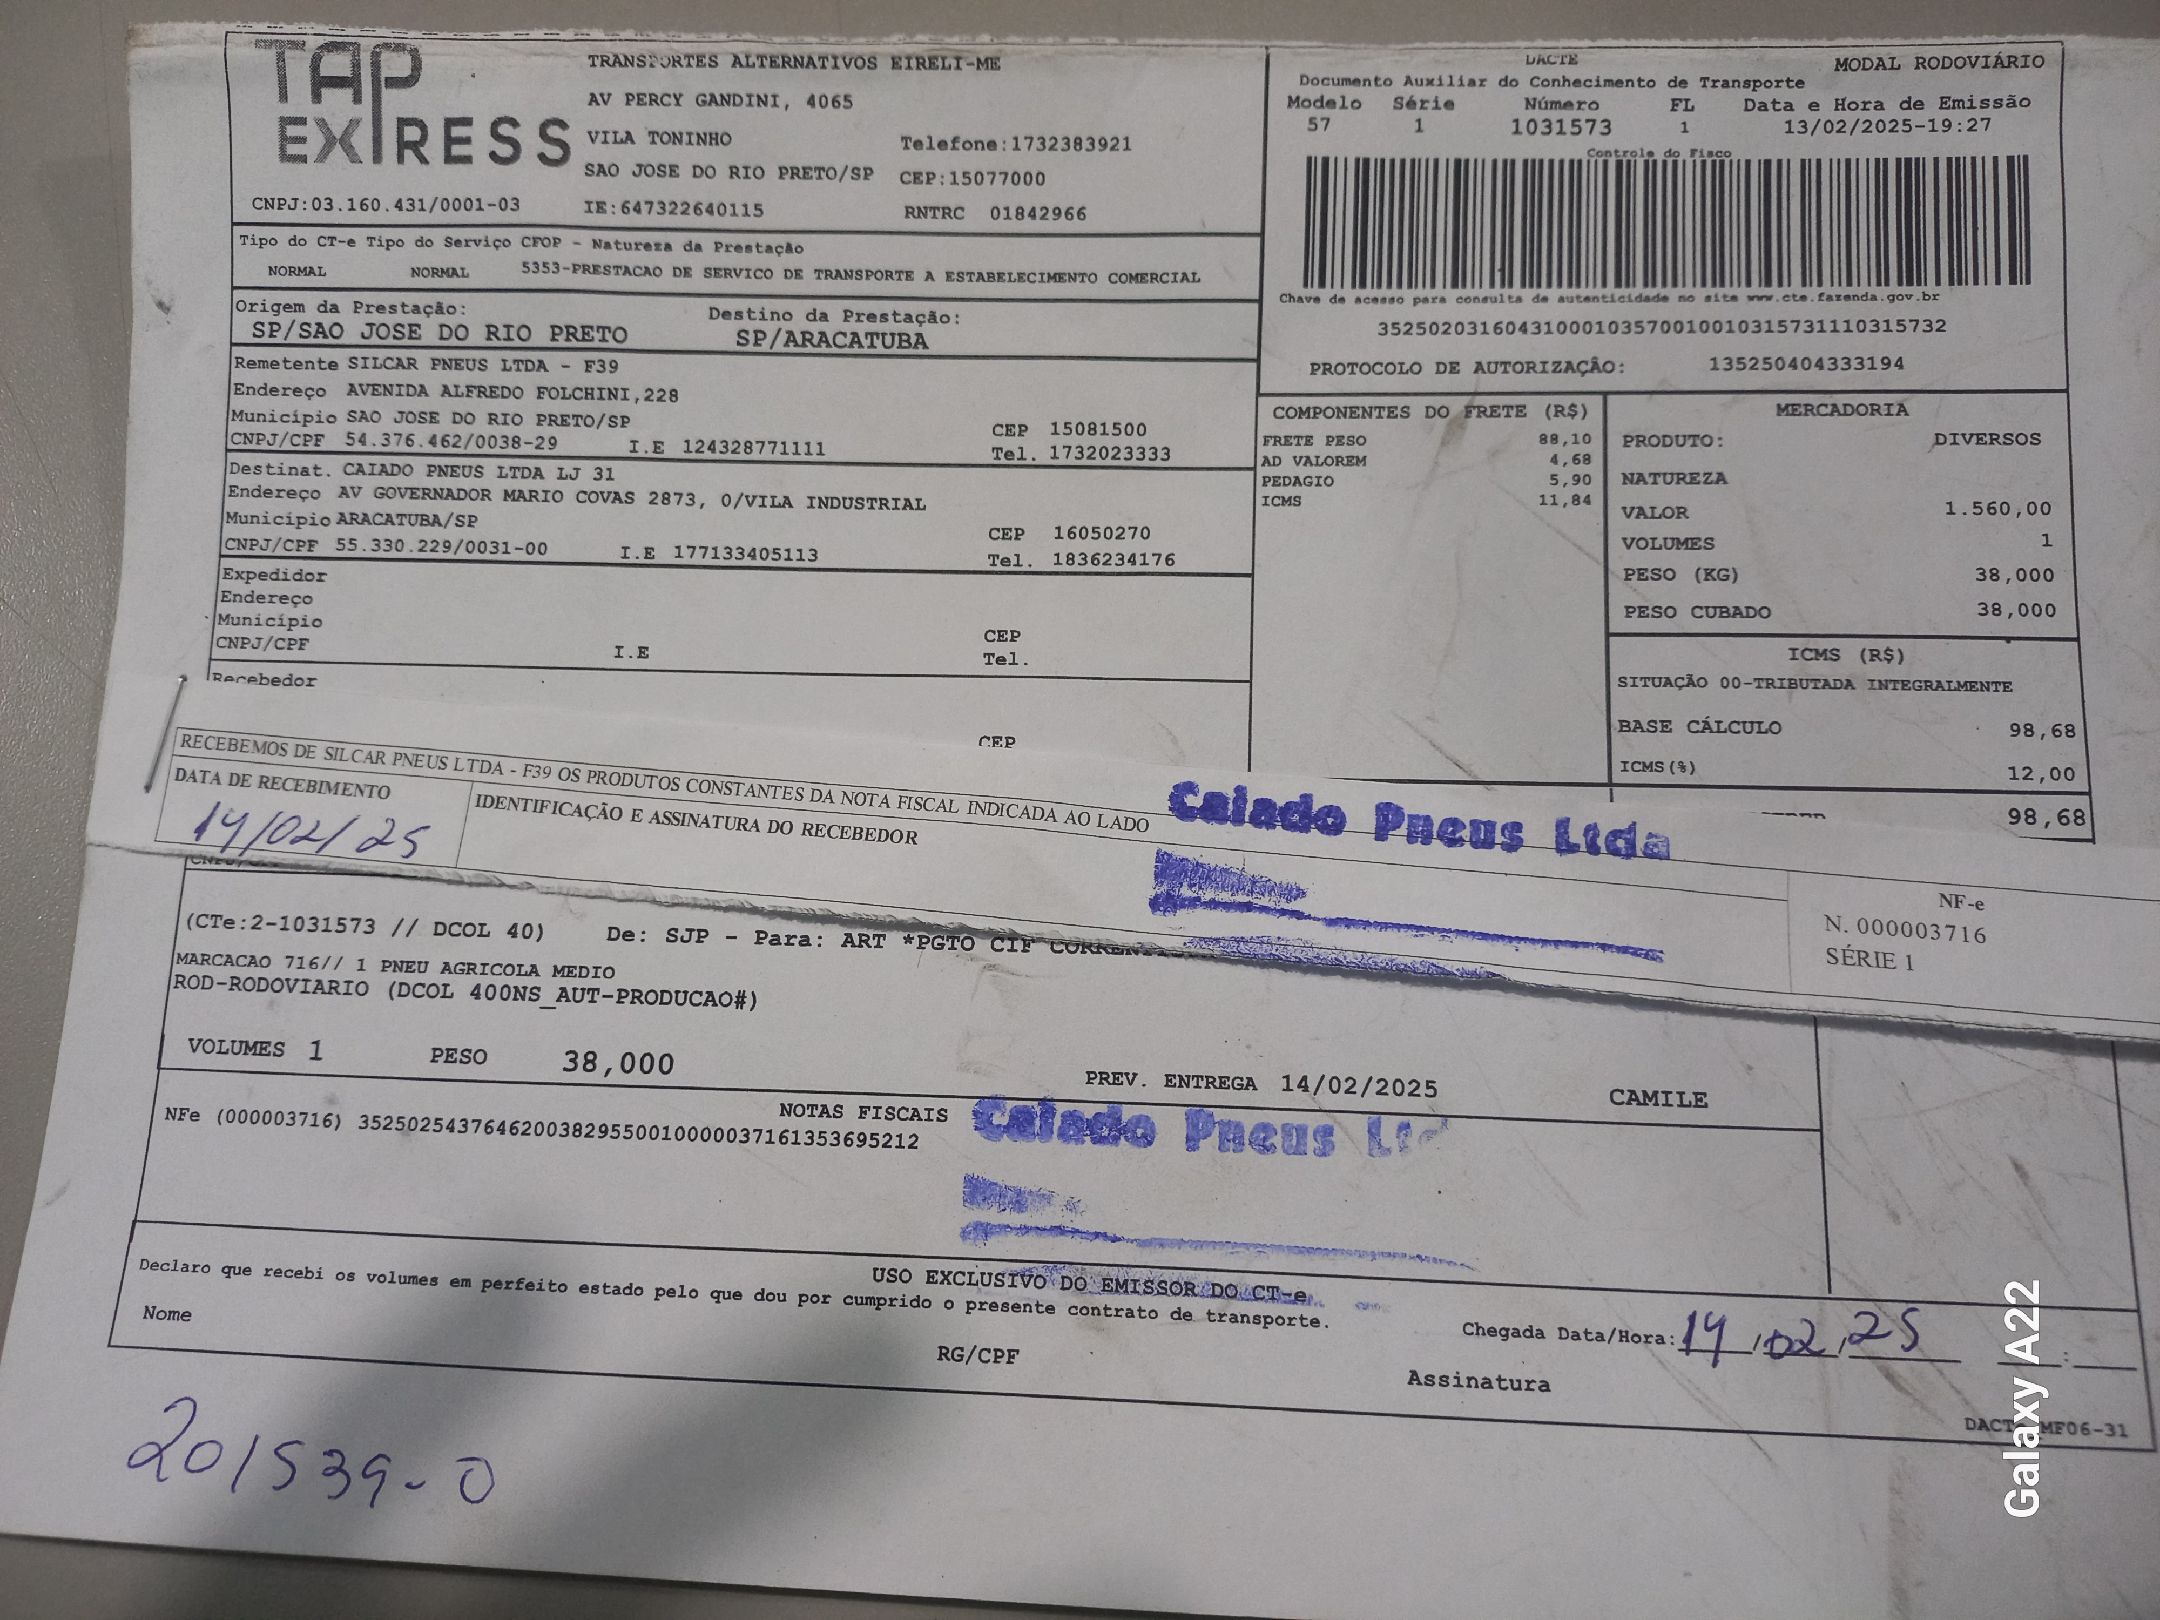 TAP
EXPRESS
TRANSPORTES ALTERNATIVOS EIRELI-ME
AV PERCY GANDINI, 4065
VILA TONINHO
Telefone:1732383921
SAO JOSE DO RIO PRETO/SP CEP:15077000
CNPJ:03.160.431/0001-03 IE:647322640115 RNTRC 01842966
DACTE MODAL RODOVIÁRIO
Documento Auxiliar do Conhecimento de Transporte
Modelo Série Número FL Data e Hora de Emissão
57 1 1031573 1 13/02/2025-19:27
Controle do Fisco
Chave de acesso para consulta de autenticidade no site www.cte.fazenda.gov.br
35250203160431000103570010010315731110315732
PROTOCOLO DE AUTORIZAÇÂO: 135250404333194
Tipo do CT-e Tipo do Serviço CFOP - Natureza da Prestação
NORMAL NORMAL 5353-PRESTACAO DE SERVICO DE TRANSPORTE A ESTABELECIMENTO COMERCIAL
Origem da Prestação: Destino da Prestação:
SP/SAO JOSE DO RIO PRETO SP/ARACATUBA
Remetente SILCAR PNEUS LTDA - F39
Endereço AVENIDA ALFREDO FOLCHINI,228
Município SAO JOSE DO RIO PRETO/SP CEP 15081500
CNPJ/CPF 54.376.462/0038-29 I.E 124328771111 Tel. 1732023333
Destinat. CAIADO PNEUS LTDA LJ 31
Endereço AV GOVERNADOR MARIO COVAS 2873, 0/VILA INDUSTRIAL
Município ARACATUBA/SP CEP 16050270
CNPJ/CPF 55.330.229/0031-00 I.E 177133405113 Tel. 1836234176
Expedidor
Endereço
Município CEP
CNPJ/CPF I.E Tel.
Recebedor
CEP
COMPONENTES DO FRETE (R$)
FRETE PESO 88,10
AD VALOREM 4,68
PEDAGIO 5,90
ICMS 11,84
MERCADORIA
PRODUTO: DIVERSOS
NATUREZA
VALOR 1.560,00
VOLUMES 1
PESO (KG) 38,000
PESO CUBADO 38,000
ICMS (R$)
SITUAÇÃO 00-TRIBUTADA INTEGRALMENTE
BASE CÁLCULO 98,68
ICMS(%) 12,00
98,68
RECEBEMOS DE SILCAR PNEUS LTDA - F39 OS PRODUTOS CONSTANTES DA NOTA FISCAL INDICADA AO LADO
DATA DE RECEBIMENTO IDENTIFICAÇÃO E ASSINATURA DO RECEBEDOR
14/02/25
Caiado Pneus Ltda
NF-e
N. 000003716
SÉRIE 1
CNPJ/CPF
(CTe:2-1031573 // DCOL 40) De: SJP - Para: ART *PGTO CIF
MARCACAO 716// 1 PNEU AGRICOLA MEDIO
ROD-RODOVIARIO (DCOL 400NS_AUT-PRODUCAO#)
VOLUMES 1 PESO 38,000 PREV. ENTREGA 14/02/2025 CAMILE
NOTAS FISCAIS
NFe (000003716) 35250254376462003829550010000037161353695212
Caiado Pneus Ltd
USO EXCLUSIVO DO EMISSOR DO CT-e
Declaro que recebi os volumes em perfeito estado pelo que dou por cumprido o presente contrato de transporte.
Nome RG/CPF Chegada Data/Hora: 14/02/25 :
Assinatura
MF06-31
201539-0
Galaxy A22